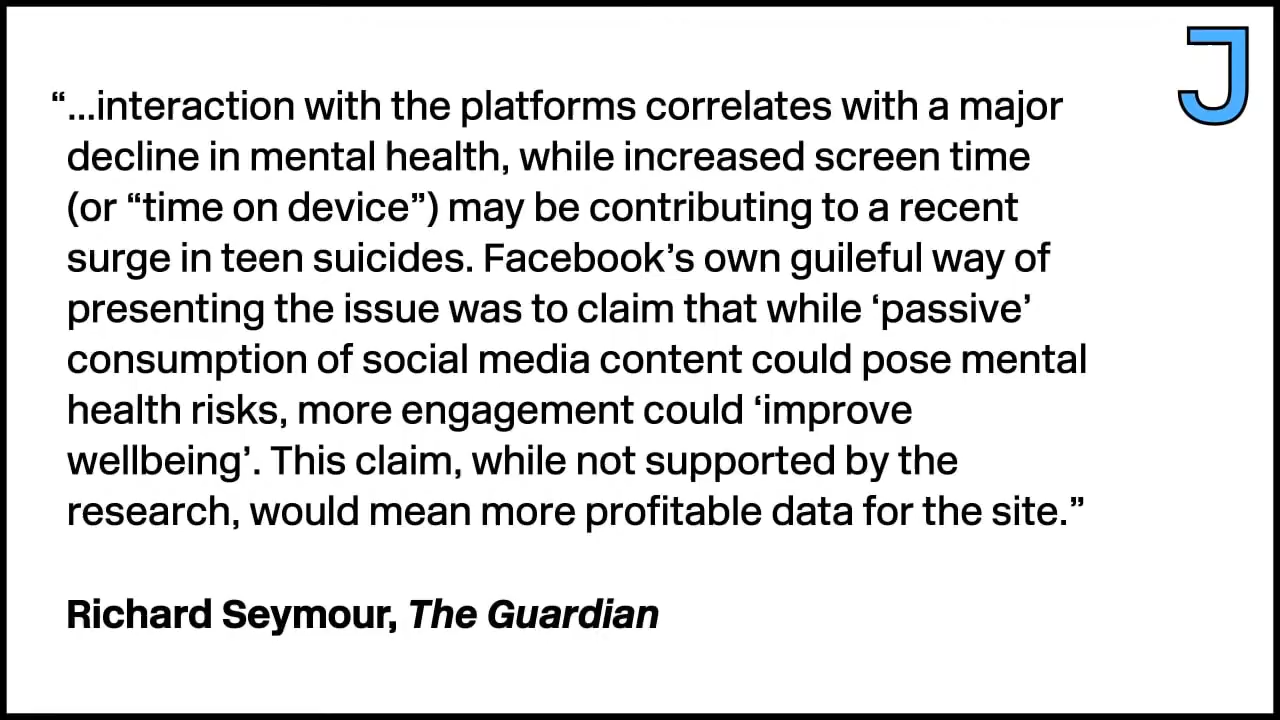 J
“...interaction with the platforms correlates with a major
decline in mental health, while increased screen time
(or “time on device”) may be contributing to a recent
surge in teen suicides. Facebook’s own guileful way of
presenting the issue was to claim that while ‘passive’
consumption of social media content could pose mental
health risks, more engagement could ‘improve
wellbeing’. This claim, while not supported by the
research, would mean more profitable data for the site.”
Richard Seymour, The Guardian